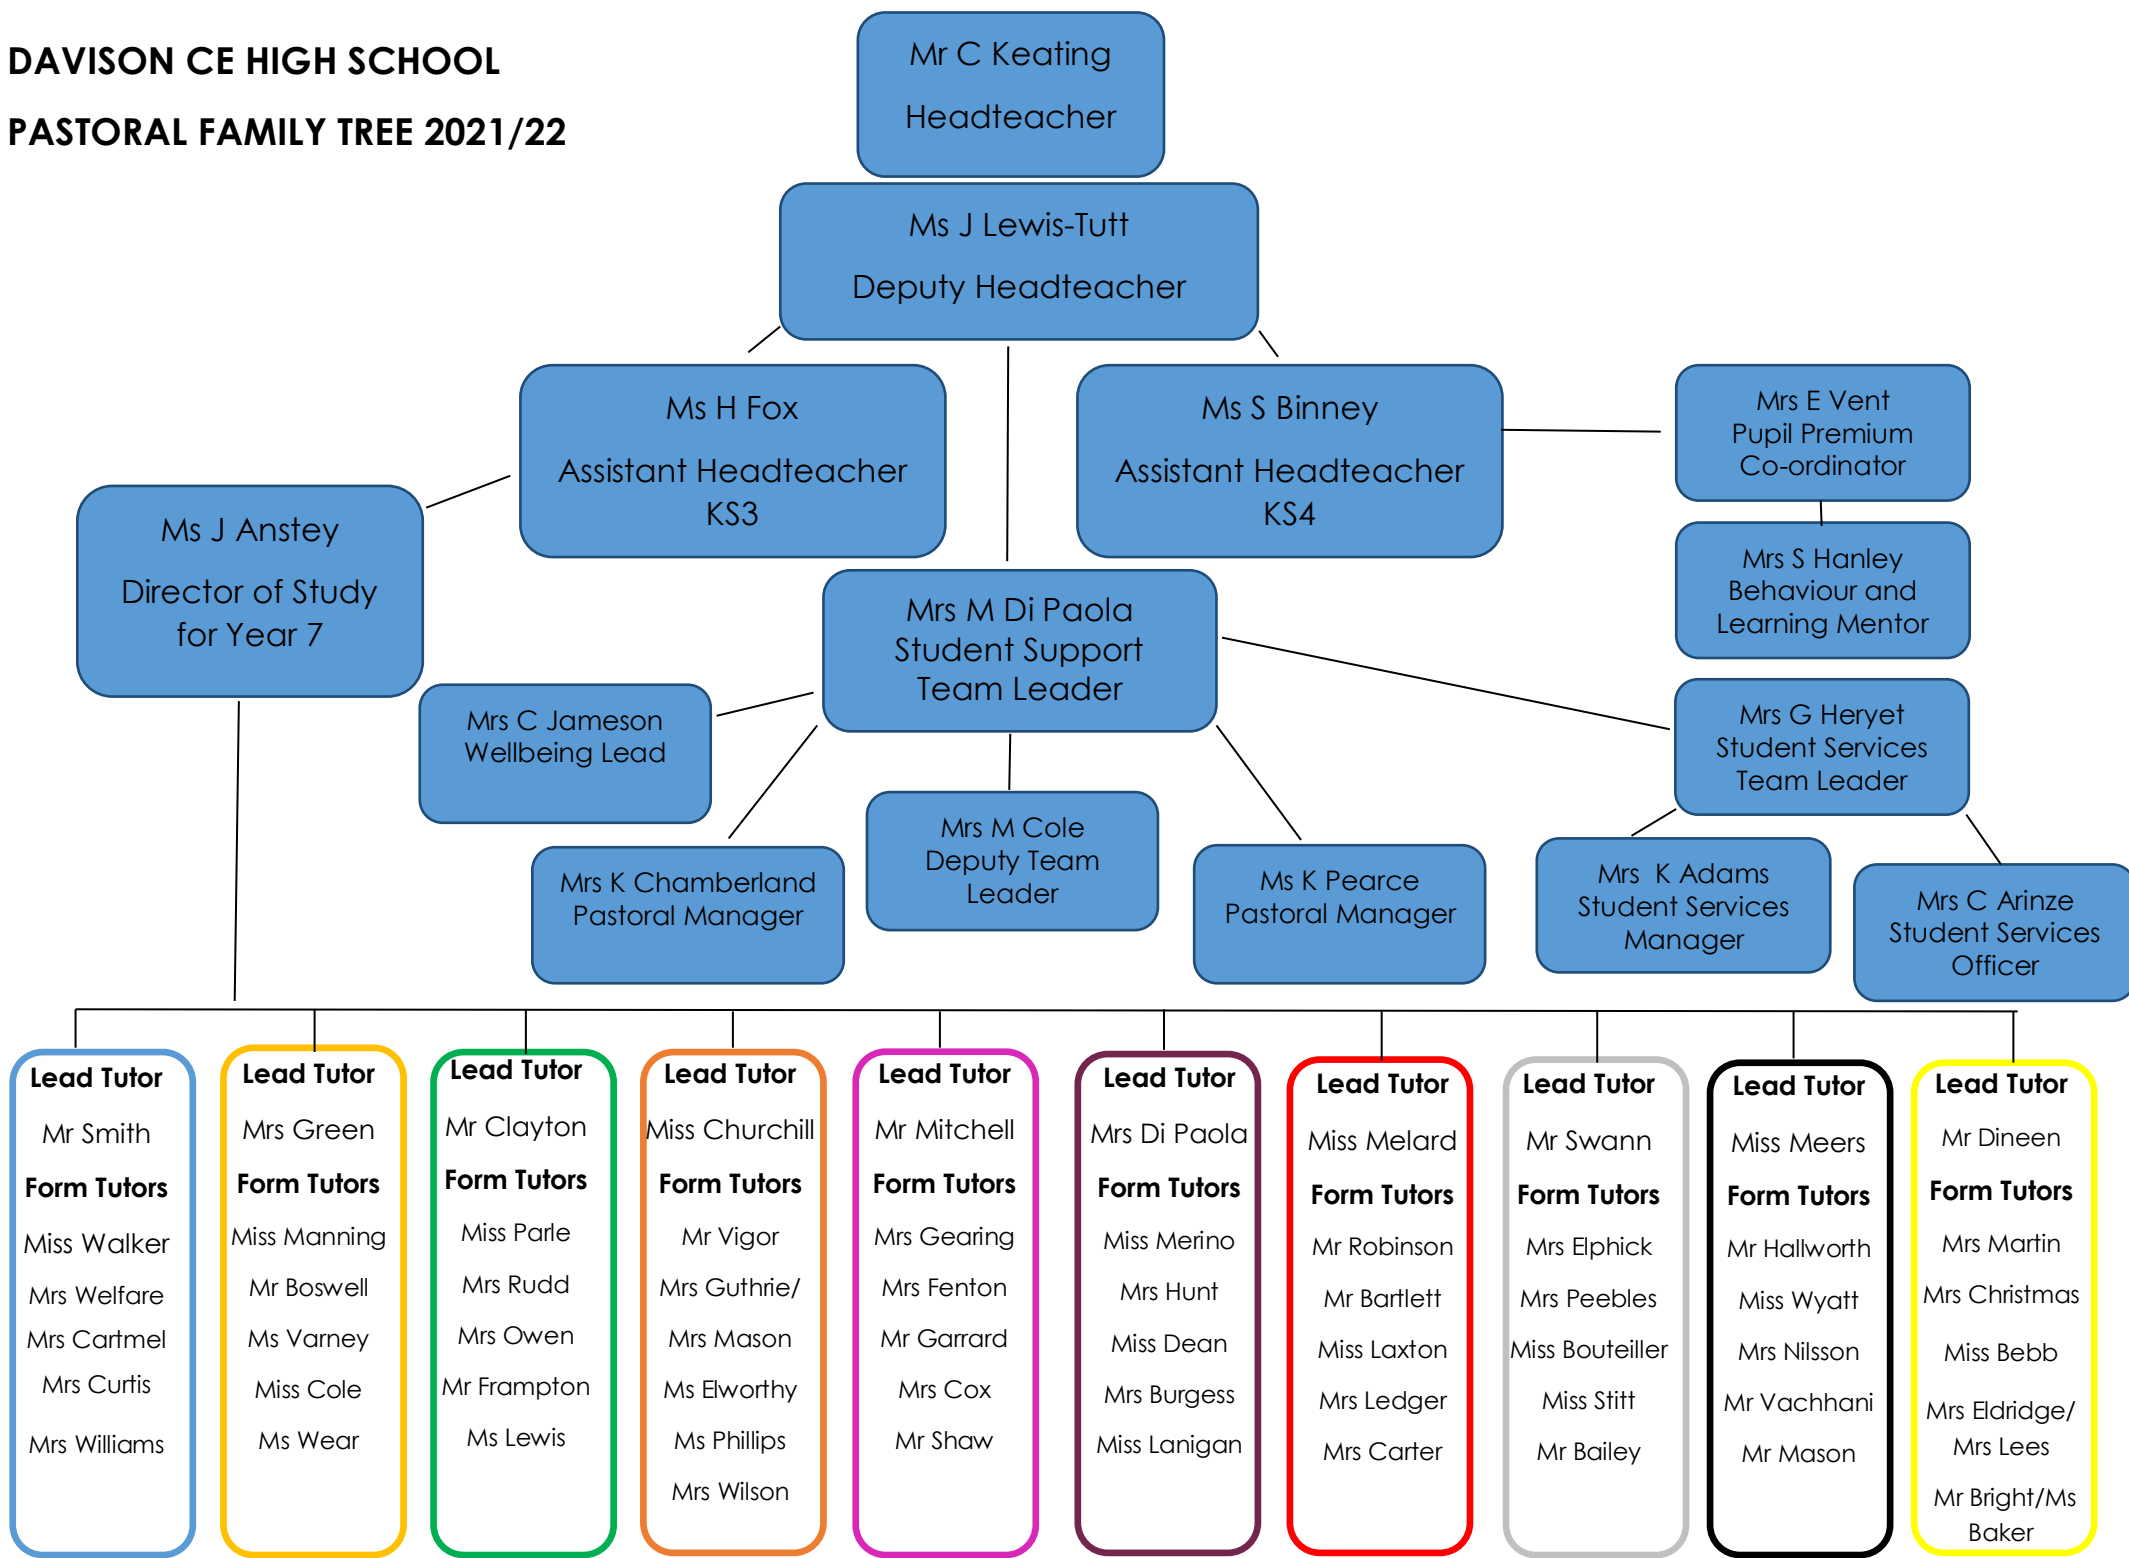 DAVISON CE HIGH SCHOOL
PASTORAL FAMILY TREE 2021/22
Mr C Keating
Headteacher
Ms J Lewis-Tutt
Deputy Headteacher
Ms H Fox
Assistant Headteacher
KS3
Ms S Binney
Assistant Headteacher
KS4
Mrs E Vent
Pupil Premium
Co-ordinator
Ms J Anstey
Director of Study
for Year 7
Mrs S Hanley
Behaviour and
Learning Mentor
Mrs M Di Paola
Student Support
Team Leader
Mrs C Jameson
Wellbeing Lead
Mrs G Heryet
Student Services
Team Leader
Mrs K Chamberland
Pastoral Manager
Mrs M Cole
Deputy Team
Leader
Ms K Pearce
Pastoral Manager
Mrs  K Adams
Student Services
Manager
Mrs C Arinze
Student Services
Officer
Lead Tutor
Mr Smith
Form Tutors
Miss Walker
Mrs Welfare
Mrs Cartmel
Mrs Curtis
Mrs Williams
Lead Tutor
Mrs Green
Form Tutors
Miss Manning
Mr Boswell
Ms Varney
Miss Cole
Ms Wear
Lead Tutor
Mr Clayton
Form Tutors
Miss Parle
Mrs Rudd
Mrs Owen
Mr Frampton
Ms Lewis
Lead Tutor
Miss Churchill
Form Tutors
Mr Vigor
Mrs Guthrie/
Mrs Mason
Ms Elworthy
Ms Phillips
Mrs Wilson
Lead Tutor
Mr Mitchell
Form Tutors
Mrs Gearing
Mrs Fenton
Mr Garrard
Mrs Cox
Mr Shaw
Lead Tutor
Mrs Di Paola
Form Tutors
Miss Merino
Mrs Hunt
Miss Dean
Mrs Burgess
Miss Lanigan
Lead Tutor
Miss Melard
Form Tutors
Mr Robinson
Mr Bartlett
Miss Laxton
Mrs Ledger
Mrs Carter
Lead Tutor
Mr Swann
Form Tutors
Mrs Elphick
Mrs Peebles
Miss Bouteiller
Miss Stitt
Mr Bailey
Lead Tutor
Miss Meers
Form Tutors
Mr Hallworth
Miss Wyatt
Mrs Nilsson
Mr Vachhani
Mr Mason
Lead Tutor
Mr Dineen
Form Tutors
Mrs Martin
Mrs Christmas
Miss Bebb
Mrs Eldridge/
Mrs Lees
Mr Bright/Ms
Baker